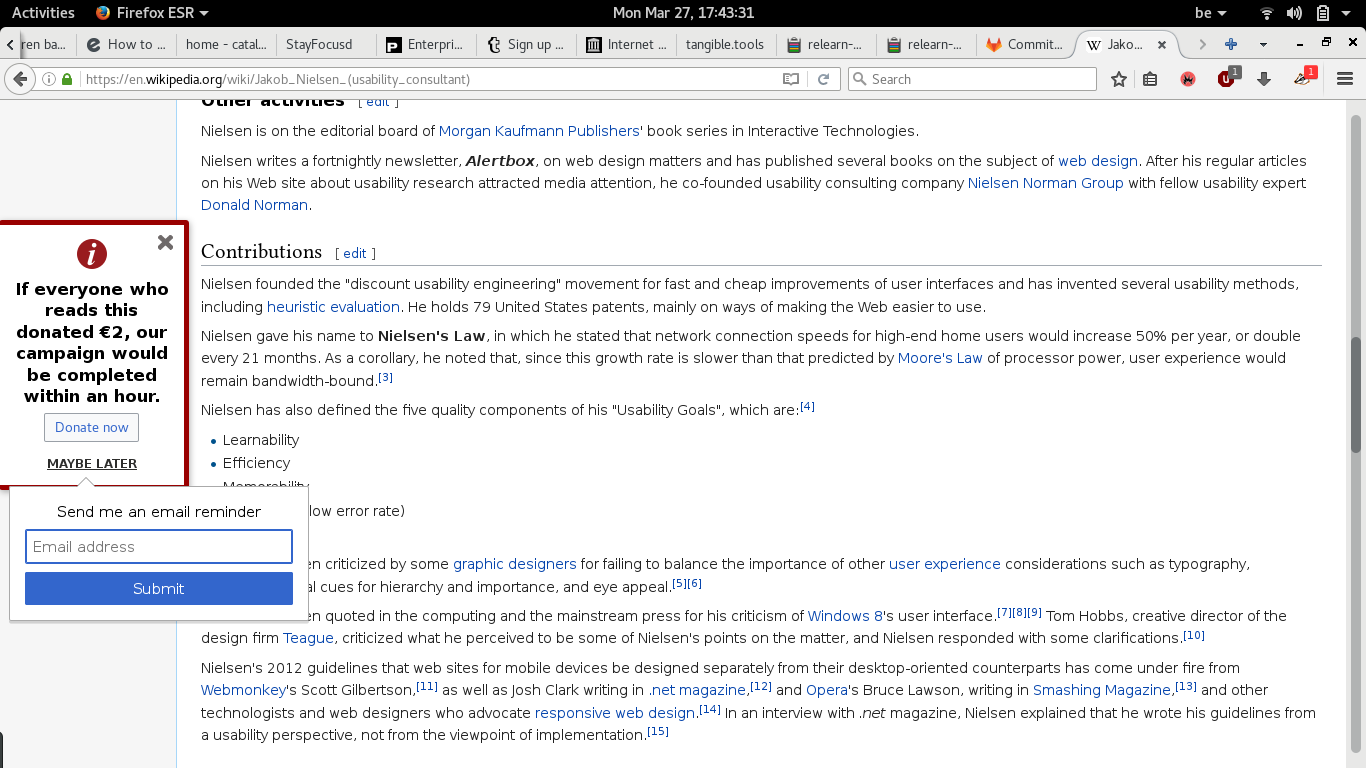 Activities Firefox ESR Mon Mar 27, 17:43:31 be
ren ba... How to ... home - catal... StayFocusd Enterpri... Sign up ... Internet ... tangible.tools relearn-... relearn-... Commit... W Jako...
https://en.wikipedia.org/wiki/Jakob_Nielsen_(usability_consultant) Search 1 1
Other activities [ edit ]
Nielsen is on the editorial board of Morgan Kaufmann Publishers' book series in Interactive Technologies.
Nielsen writes a fortnightly newsletter, Alertbox, on web design matters and has published several books on the subject of web design. After his regular articles
on his Web site about usability research attracted media attention, he co-founded usability consulting company Nielsen Norman Group with fellow usability expert
Donald Norman.
Contributions [ edit ]
Nielsen founded the "discount usability engineering" movement for fast and cheap improvements of user interfaces and has invented several usability methods,
including heuristic evaluation. He holds 79 United States patents, mainly on ways of making the Web easier to use.
Nielsen gave his name to Nielsen's Law, in which he stated that network connection speeds for high-end home users would increase 50% per year, or double
every 21 months. As a corollary, he noted that, since this growth rate is slower than that predicted by Moore's Law of processor power, user experience would
remain bandwidth-bound.[3]
Nielsen has also defined the five quality components of his "Usability Goals", which are:[4]
• Learnability
• Efficiency
Memorability
low error rate)
en criticized by some graphic designers for failing to balance the importance of other user experience considerations such as typography,
al cues for hierarchy and importance, and eye appeal.[5][6]
en quoted in the computing and the mainstream press for his criticism of Windows 8's user interface.[7][8][9] Tom Hobbs, creative director of the
design firm Teague, criticized what he perceived to be some of Nielsen's points on the matter, and Nielsen responded with some clarifications.[10]
Nielsen's 2012 guidelines that web sites for mobile devices be designed separately from their desktop-oriented counterparts has come under fire from
Webmonkey's Scott Gilbertson,[11] as well as Josh Clark writing in .net magazine,[12] and Opera's Bruce Lawson, writing in Smashing Magazine,[13] and other
technologists and web designers who advocate responsive web design.[14] In an interview with .net magazine, Nielsen explained that he wrote his guidelines from
a usability perspective, not from the viewpoint of implementation.[15]
i
If everyone who
reads this
donated €2, our
campaign would
be completed
within an hour.
Donate now
MAYBE LATER
Send me an email reminder
Email address
Submit